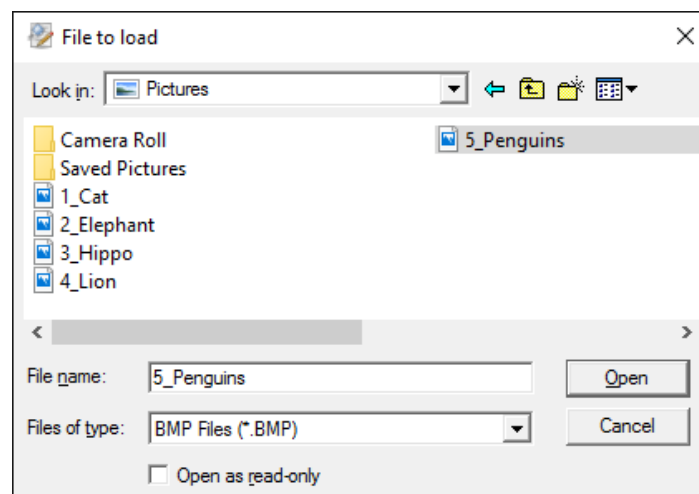 File to load
Look in: Pictures
Camera Roll
Saved Pictures
1_Cat
2_Elephant
3_Hippo
4_Lion
5_Penguins
File name: 5_Penguins Open
Files of type: BMP Files (*.BMP) Cancel
Open as read-only